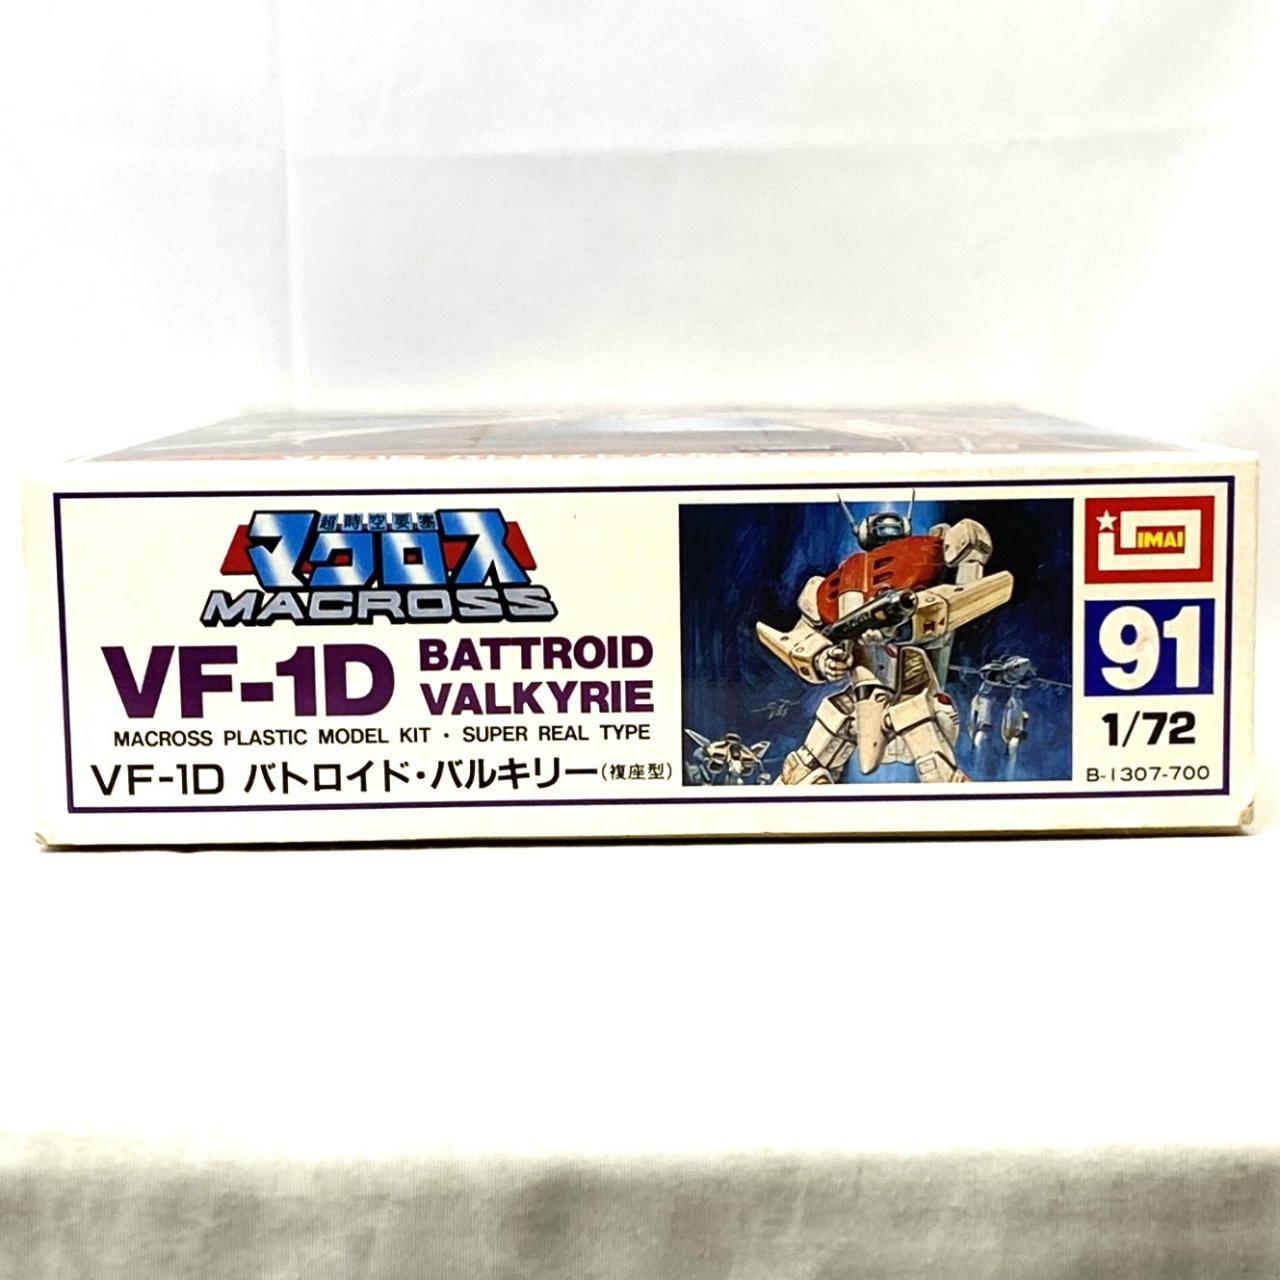 超時空要塞
マクロス
MACROSS
VF-1D BATTROID VALKYRIE
MACROSS PLASTIC MODEL KIT・SUPER REAL TYPE
VF-1D バトロイド・バルキリー(複座型)
IMAI
91
1/72
B-1307-700